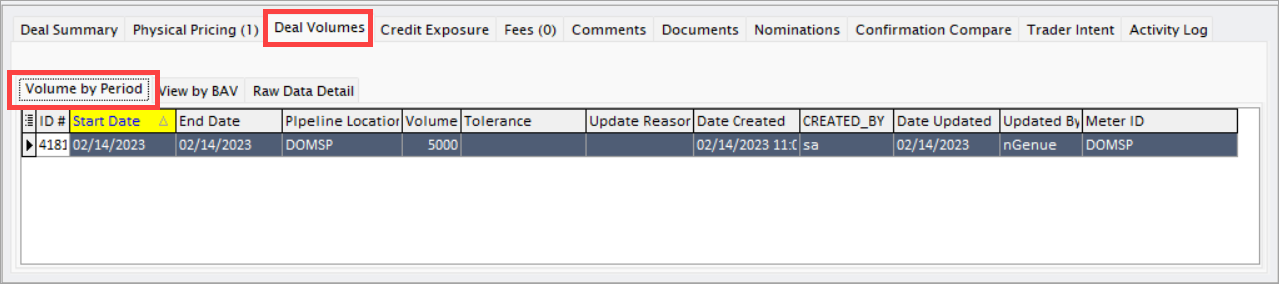 Deal Summary Physical Pricing (1) Deal Volumes Credit Exposure Fees (0) Comments Documents Nominations Confirmation Compare Trader Intent Activity Log
Volume by Period View by BAV Raw Data Detail
ID # Start Date End Date PIpeline Location Volume Tolerance Update Reason Date Created CREATED_BY Date Updated Updated By Meter ID
4181 02/14/2023 02/14/2023 DOMSP 5000 02/14/2023 11:0 sa 02/14/2023 nGenue DOMSP